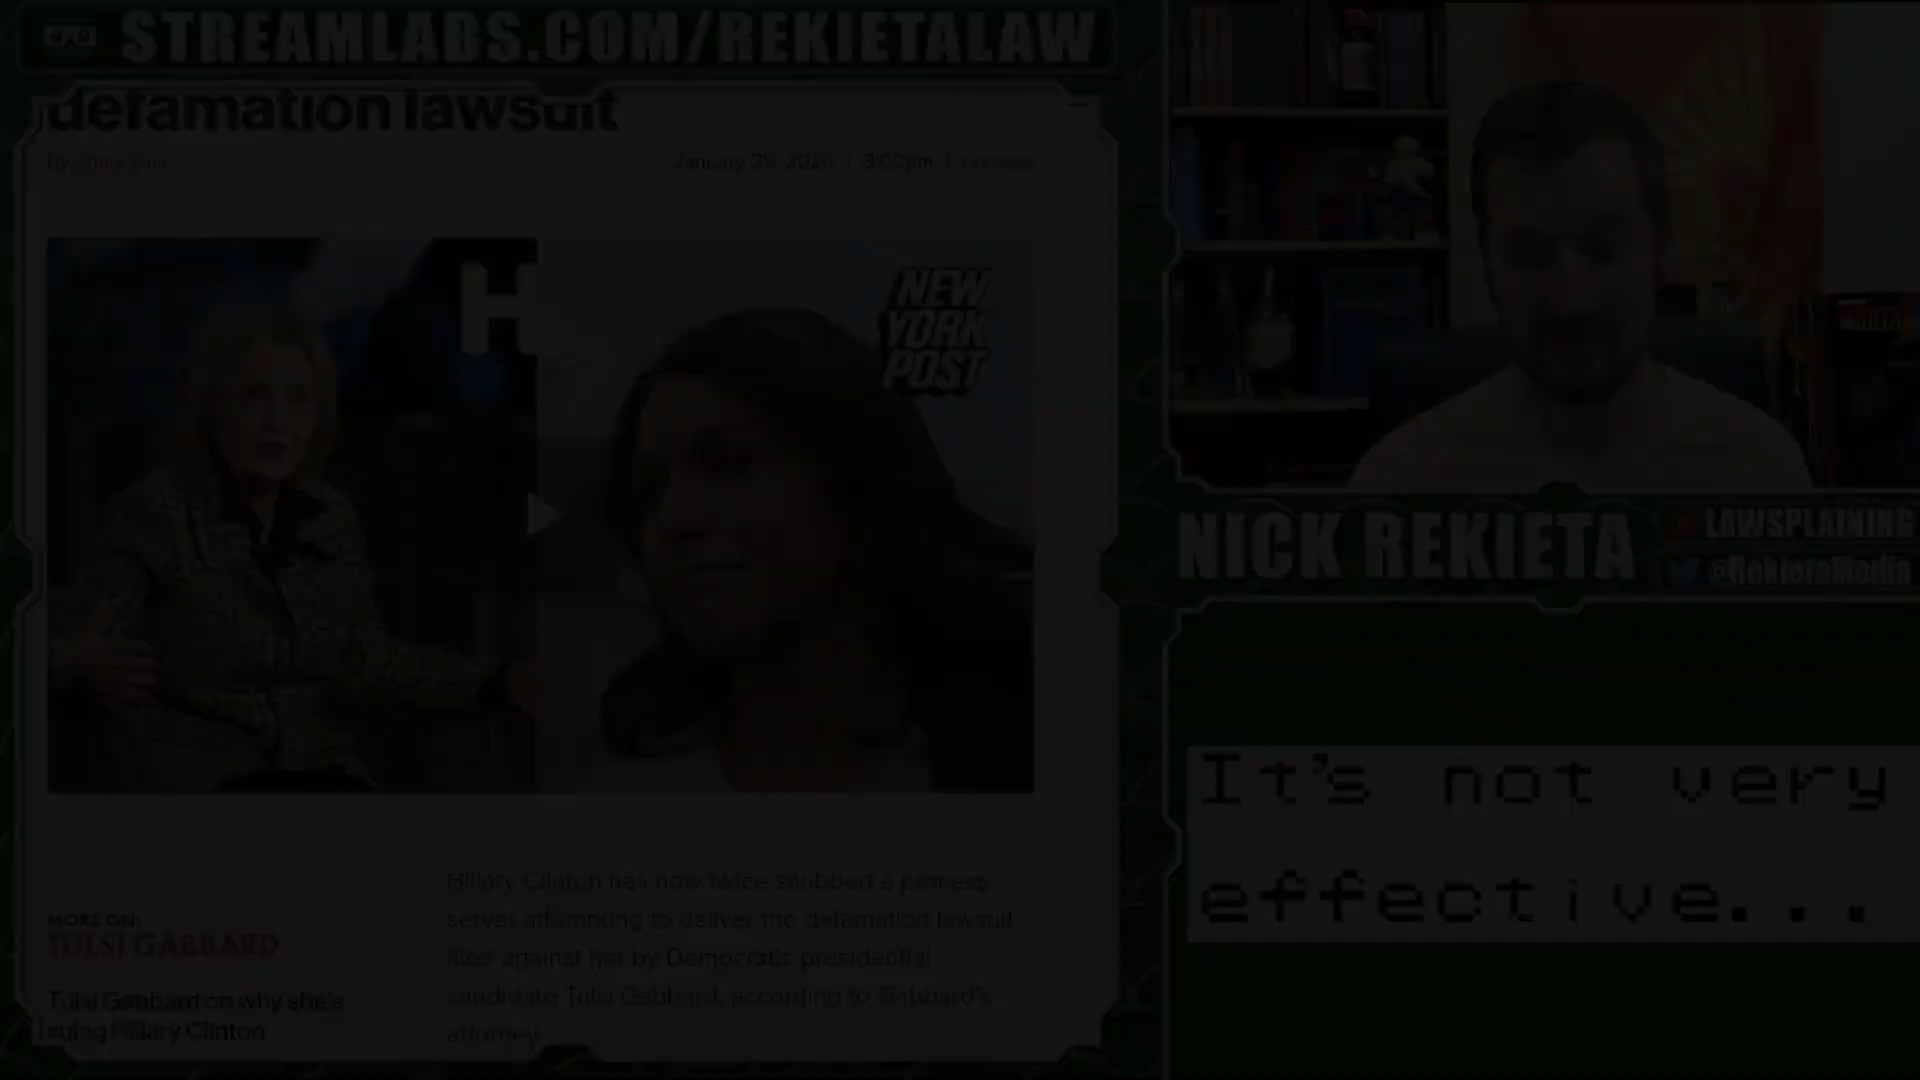 STREAMLABS.COM/REKIETALAW
defamation lawsuit
by
January 29, 2020 | 3:00pm |
H
NEW
YORK
POST
MORE ON:
TULSI GABBARD
Tulsi Gabbard on why she's
suing Hillary Clinton
Hillary Clinton has now twice snubbed a process
server attempting to deliver the defamation lawsuit
filed against her by Democratic presidential
candidate Tulsi Gabbard, according to Gabbard's
attorney
NICK REKIETA
LAWSPLAINING
@RekietaMedia
It's not very
effective...